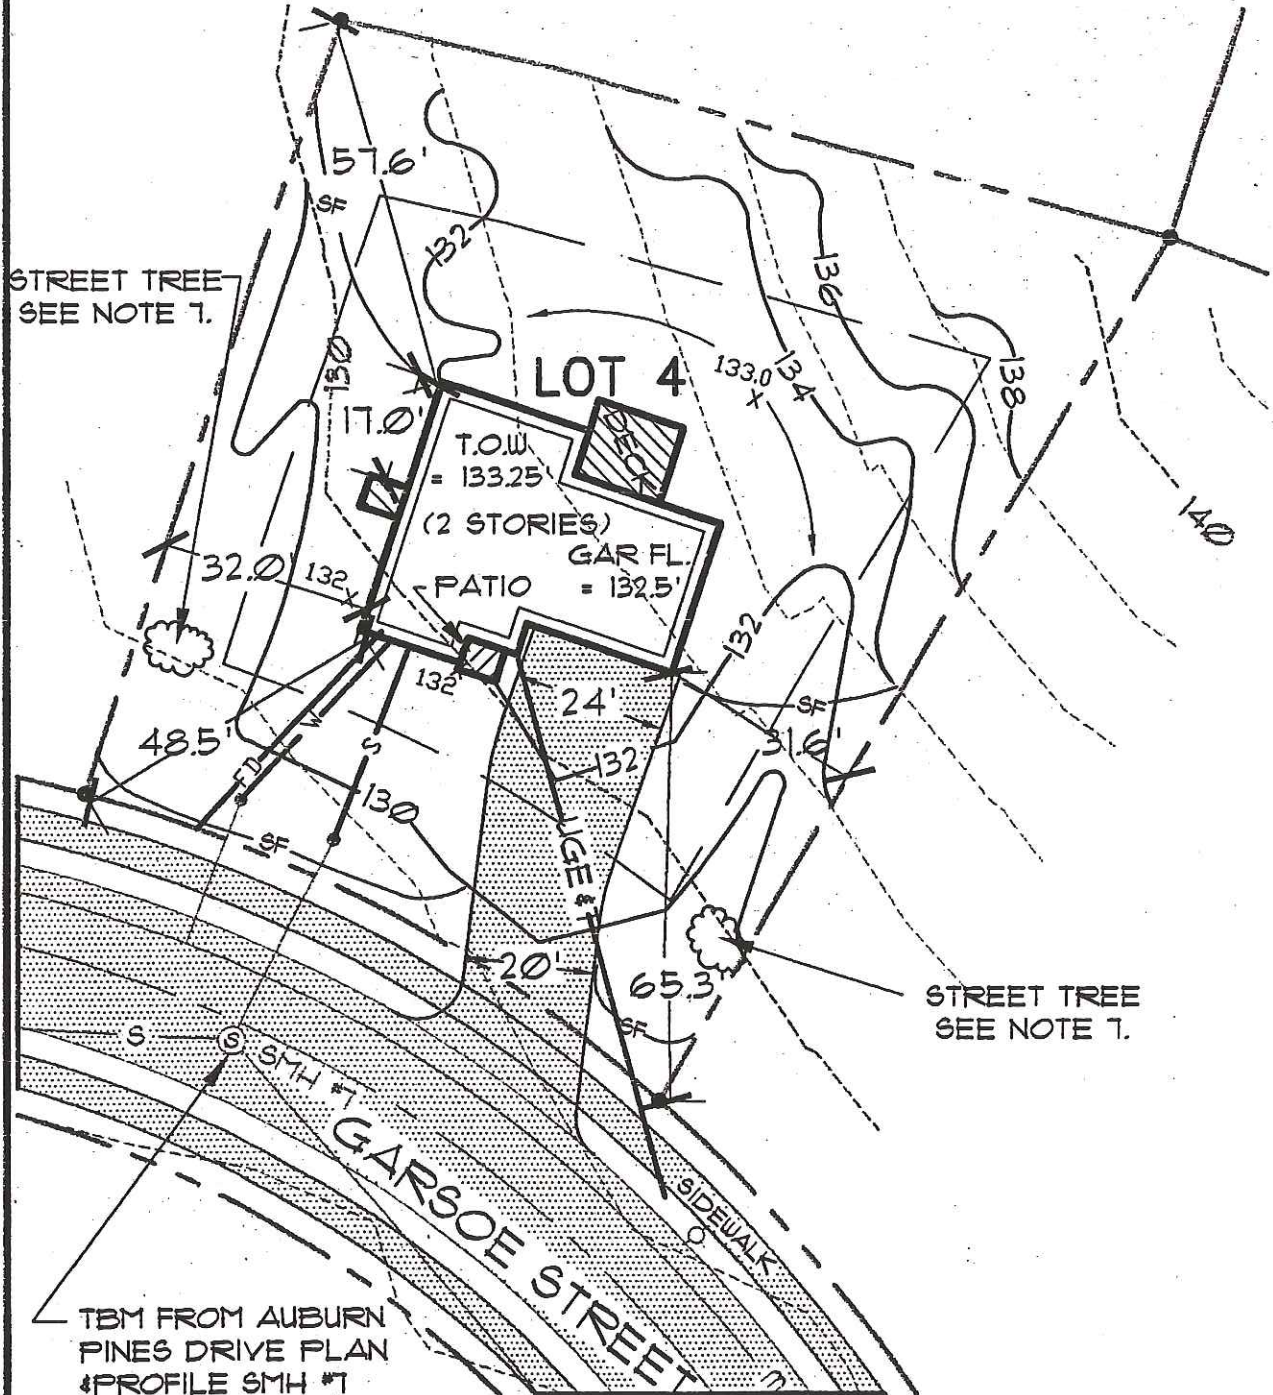 57.6'
SF
132
STREET TREE
SEE NOTE 7.
136
130
LOT 4
133.0
x
134
138
17.0'
DECK
T.O.W
= 133.25
(2 STORIES)
GAR FL.
= 132.5'
PATIO
140
32.0'
132
x
132
132
24'
SF
31.6'
48.5'
W
S
FD
132
130
SF
UGE & T
20'
65.3
SF
STREET TREE
SEE NOTE 7.
S
S
SMH #7
GARSOE STREET
SIDEWALK
TBM FROM AUBURN
PINES DRIVE PLAN
&PROFILE SMH #7